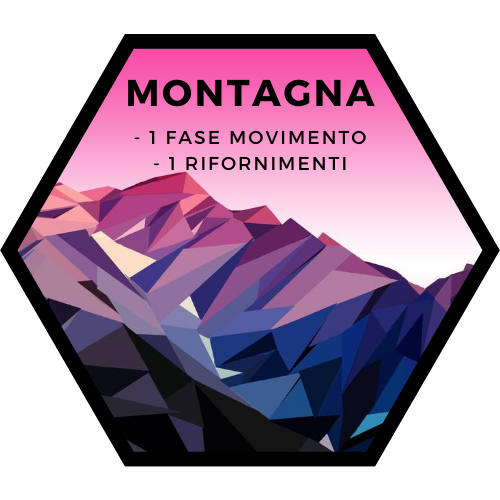 MONTAGNA
- 1 FASE MOVIMENTO
- 1 RIFORNIMENTI